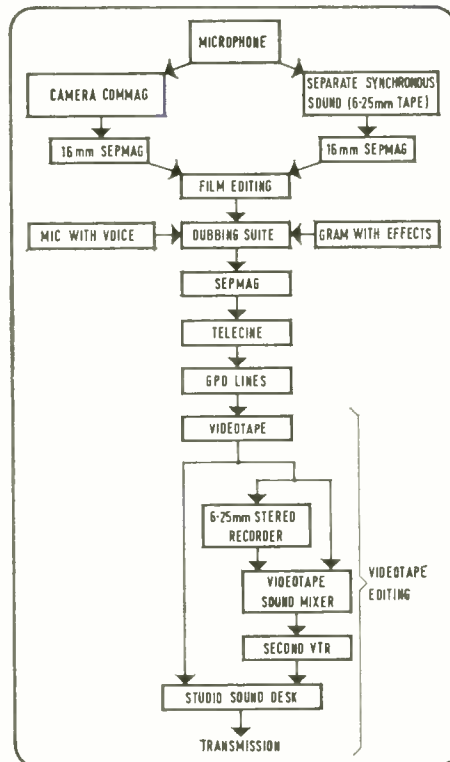 MICROPHONE
CAMERA COMMAG
SEPARATE SYNCHRONOUS
SOUND (6·25mm TAPE)
16mm SEPMAG
16mm SEPMAG
FILM EDITING
MIC WITH VOICE
DUBBING SUITE
GRAM WITH EFFECTS
SEPMAG
TELECINE
GPO LINES
VIDEOTAPE
6·25mm STEREO
RECORDER
VIDEOTAPE
SOUND MIXER
VIDEOTAPE
EDITING
SECOND VTR
STUDIO SOUND DESK
TRANSMISSION